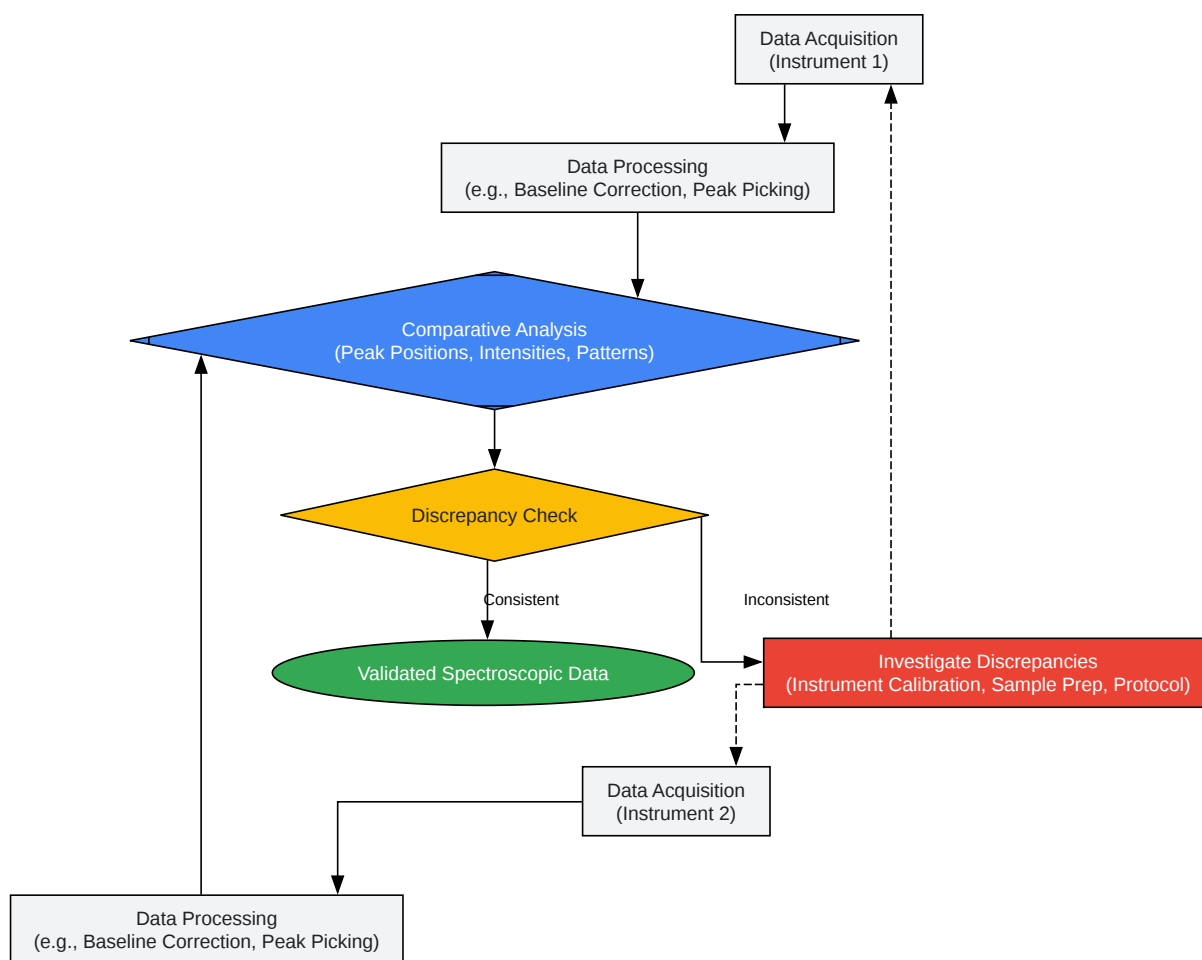 Data Acquisition
(Instrument 1)
Data Processing
(e.g., Baseline Correction, Peak Picking)
Comparative Analysis
(Peak Positions, Intensities, Patterns)
Discrepancy Check
Consistent
Inconsistent
Validated Spectroscopic Data
Investigate Discrepancies
(Instrument Calibration, Sample Prep, Protocol)
Data Acquisition
(Instrument 2)
Data Processing
(e.g., Baseline Correction, Peak Picking)